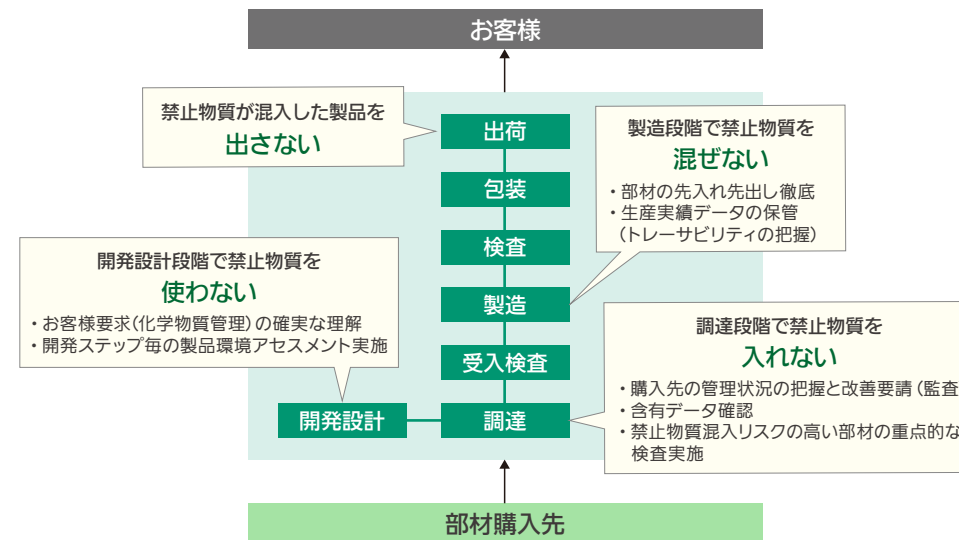 お客様
禁止物質が混入した製品を
出さない
出荷
製造段階で禁止物質を
混ぜない
・部材の先入れ先出し徹底
・生産実績データの保管
（トレーサビリティの把握）
包装
検査
開発設計段階で禁止物質を
使わない
・お客様要求（化学物質管理）の確実な理解
・開発ステップ毎の製品環境アセスメント実施
製造
調達段階で禁止物質を
入れない
・購入先の管理状況の把握と改善要請（監査
・含有データ確認
・禁止物質混入リスクの高い部材の重点的な
検査実施
受入検査
開発設計
調達
部材購入先